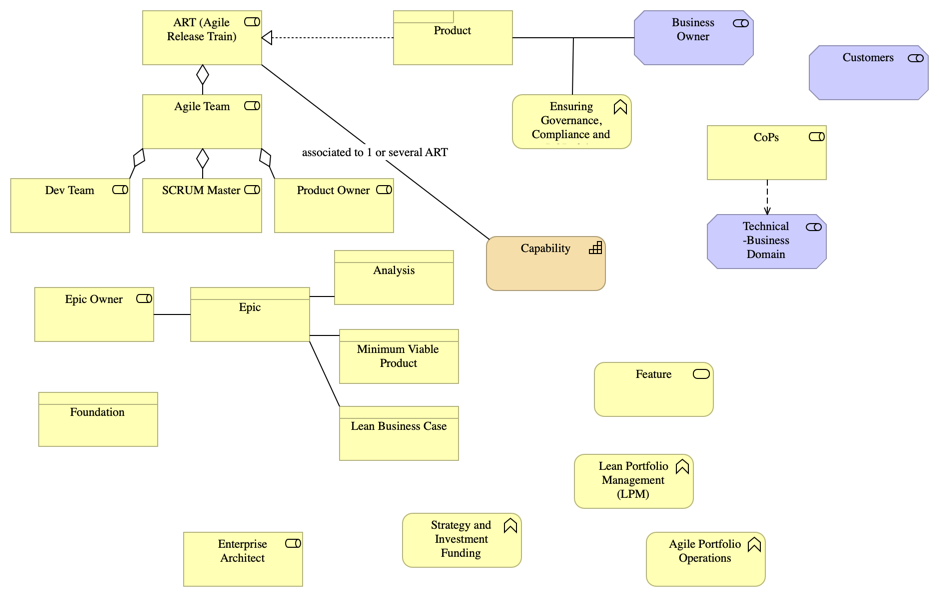 ART (Agile
Release Train)
Product
Business
Owner
Customers
Agile Team
Ensuring
Governance,
Compliance and
CoPs
associated to 1 or several ART
Dev Team
SCRUM Master
Product Owner
Technical
-Business
Domain
Capability
Analysis
Epic Owner
Epic
Minimum Viable
Product
Feature
Foundation
Lean Business Case
Lean Portfolio
Management
(LPM)
Strategy and
Investment
Funding
Enterprise
Architect
Agile Portfolio
Operations